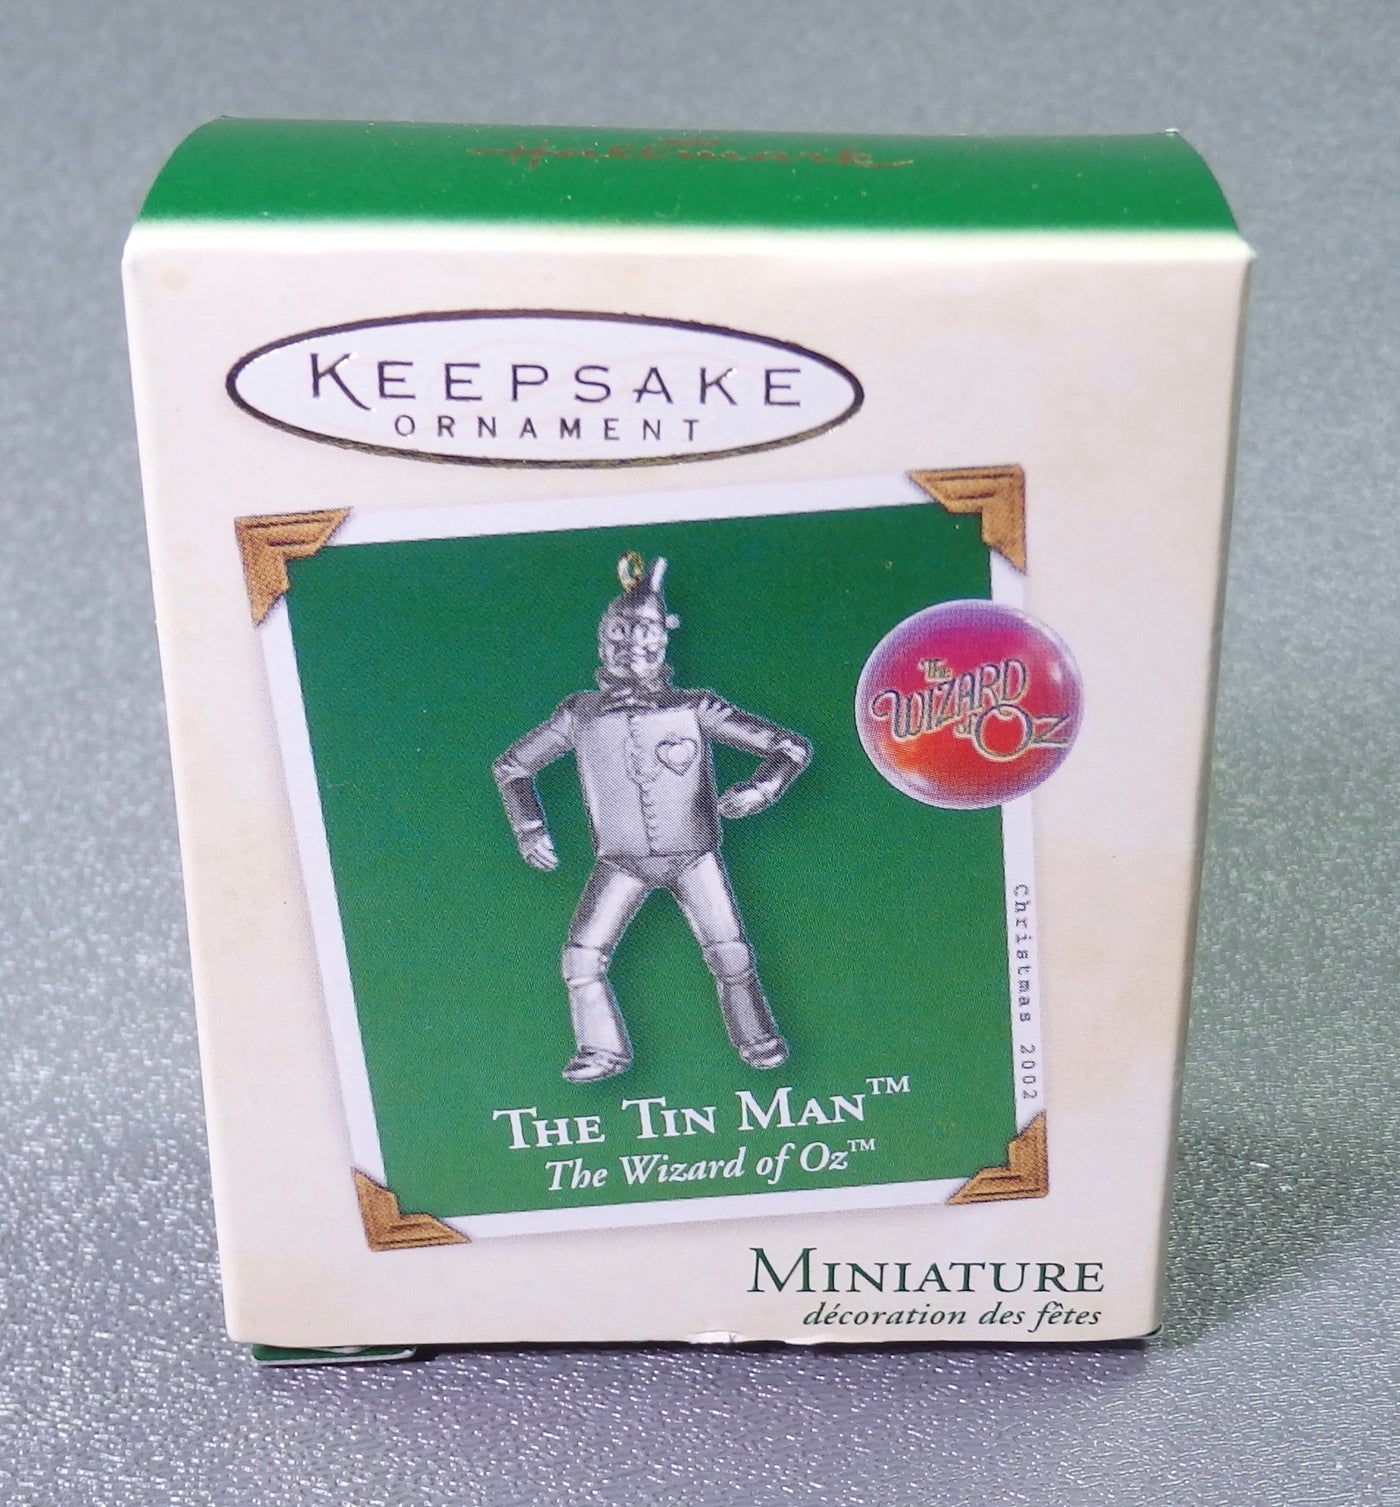 Hallmark
KEEPSAKE
ORNAMENT
The
WIZARD
of OZ
Christmas 2002
THE TIN MAN™
The Wizard of Oz™
MINIATURE
décoration des fêtes